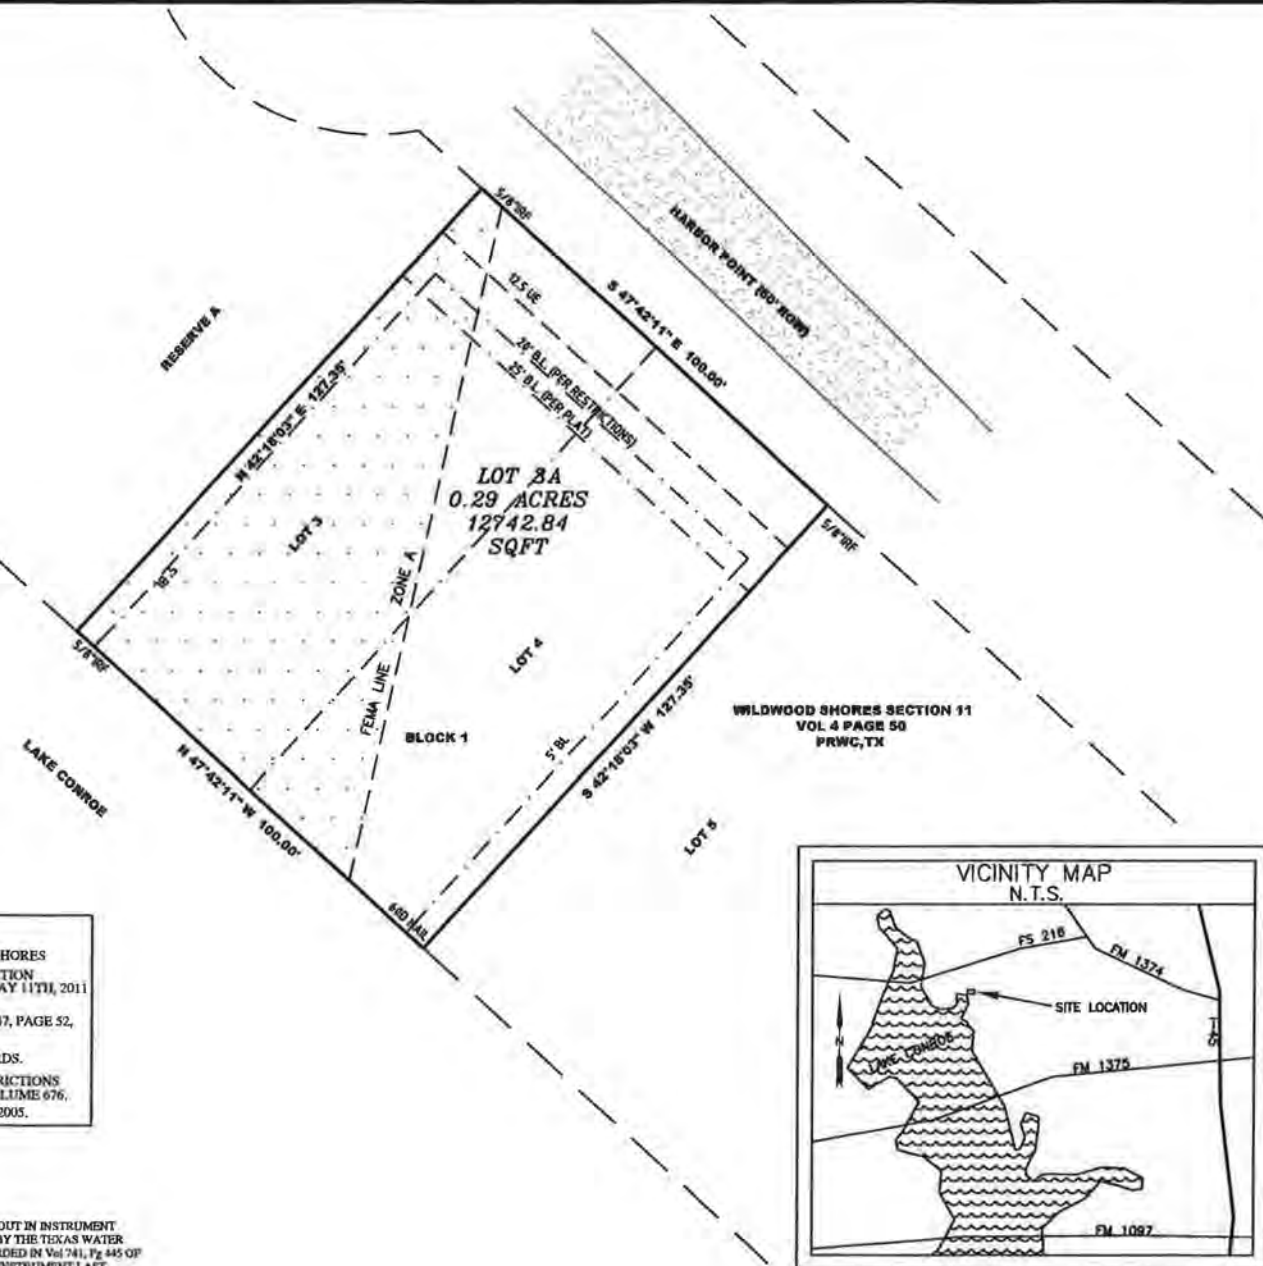 5/8"IRF
HARBOR POINT (60' ROW)
S 47°42'11" E 100.00'
12.5 UE
20' B.L. (PER RESTRICTIONS)
25' B.L. (PER PLAT)
RESERVE A
N 42°18'03" E 127.35'
LOT 3A
0.29 ACRES
12742.84
SQFT
LOT 3
ZONE A
FEMA LINE
5/8"IRF
LOT 4
BLOCK 1
5' BL
S 42°18'03" W 127.35'
5/8"IRF
N 47°42'11" W 100.00'
60D NAIL
LAKE CONROE
WILDWOOD SHORES SECTION 11
VOL 4 PAGE 50
PRWC,TX
LOT 5
VICINITY MAP
N.T.S.
FS 216
FM 1374
SITE LOCATION
I-45
N
LAKE CONROE
FM 1375
FM 1097
HORES
TION
AY 11TH, 2011
7, PAGE 52,
DS.
RICTIONS
LUME 676,
2005.
OUT IN INSTRUMENT
BY THE TEXAS WATER
RDED IN Vol 741, Pg 445 OF
INSTRUMENT LAST